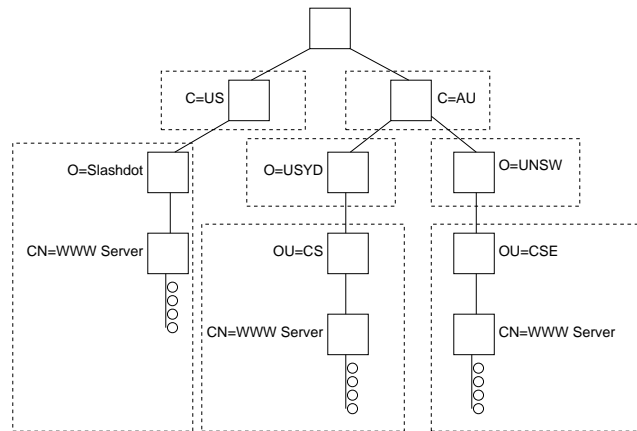 C=US
C=AU
O=Slashdot
O=USYD
O=UNSW
CN=WWW Server
OU=CS
OU=CSE
CN=WWW Server
CN=WWW Server